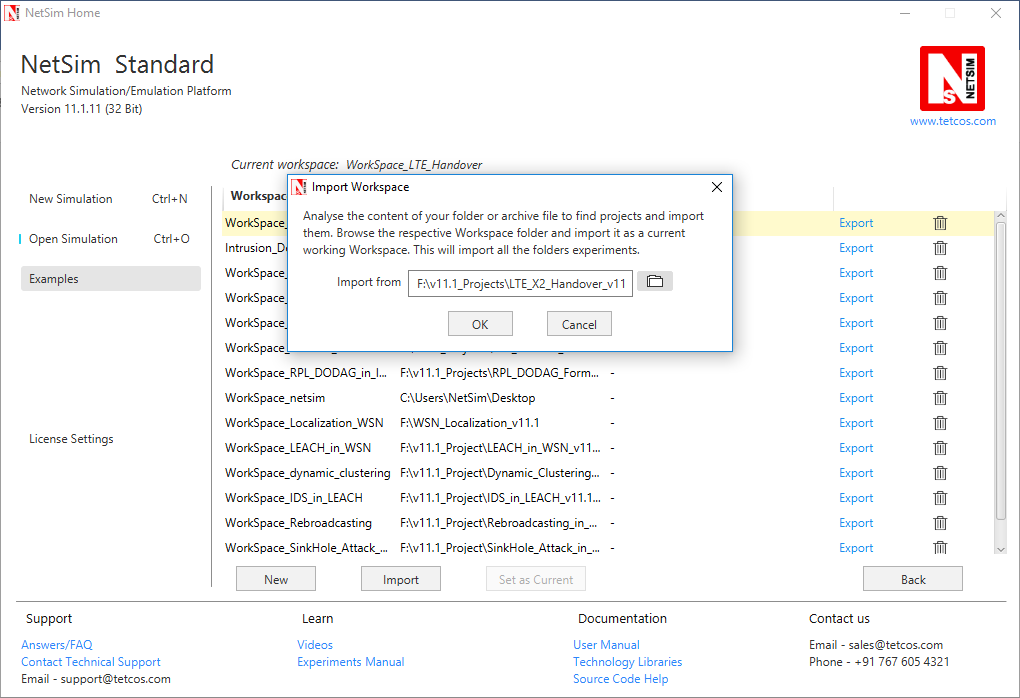 NetSim Home
NetSim Standard
Network Simulation/Emulation Platform
Version 11.1.11 (32 Bit)
NETSIM
www.tetcos.com
Current workspace: WorkSpace_LTE_Handover
New Simulation Ctrl+N
Open Simulation Ctrl+O
Examples
License Settings
Workspac
Import Workspace
Analyse the content of your folder or archive file to find projects and import
them. Browse the respective Workspace folder and import it as a current
working Workspace. This will import all the folders experiments.
Import from F:\v11.1_Projects\LTE_X2_Handover_v11
OK Cancel
WorkSpace_ Export
Intrusion_De Export
WorkSpace_ Export
WorkSpace_ Export
WorkSpace_ Export
WorkSpace_ - Export
WorkSpace_RPL_DODAG_in_I... F:\v11.1_Projects\RPL_DODAG_Form... - Export
WorkSpace_netsim C:\Users\NetSim\Desktop - Export
WorkSpace_Localization_WSN F:\WSN_Localization_v11.1 - Export
WorkSpace_LEACH_in_WSN F:\v11.1_Project\LEACH_in_WSN_v11... - Export
WorkSpace_dynamic_clustering F:\v11.1_Project\Dynamic_Clustering... - Export
WorkSpace_IDS_in_LEACH F:\v11.1_Project\IDS_in_LEACH_v11.1... - Export
WorkSpace_Rebroadcasting F:\v11.1_Project\Rebroadcasting_in_... - Export
WorkSpace_SinkHole_Attack_... F:\v11.1_Project\SinkHole_Attack_in_... - Export
New Import Set as Current Back
Support Learn Documentation Contact us
Answers/FAQ Videos User Manual Email - sales@tetcos.com
Contact Technical Support Experiments Manual Technology Libraries Phone - +91 767 605 4321
Email - support@tetcos.com Source Code Help